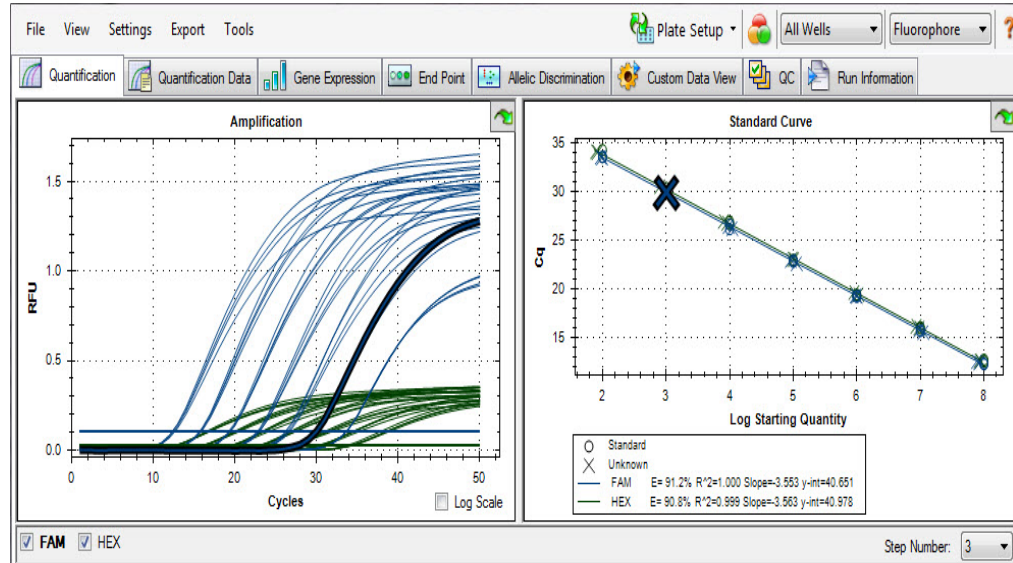 File View Settings Export Tools Plate Setup All Wells Fluorophore ?
Quantification Quantification Data Gene Expression End Point Allelic Discrimination Custom Data View QC Run Information
Amplification
RFU
1.5
1.0
0.5
0.0
0 10 20 30 40 50
Cycles
Log Scale
Standard Curve
Cq
35
30
25
20
15
2 3 4 5 6 7 8
Log Starting Quantity
Standard
Unknown
FAM E= 91.2% R^2=1.000 Slope=-3.553 y-int=40.651
HEX E= 90.8% R^2=0.999 Slope=-3.563 y-int=40.978
FAM HEX
Step Number: 3